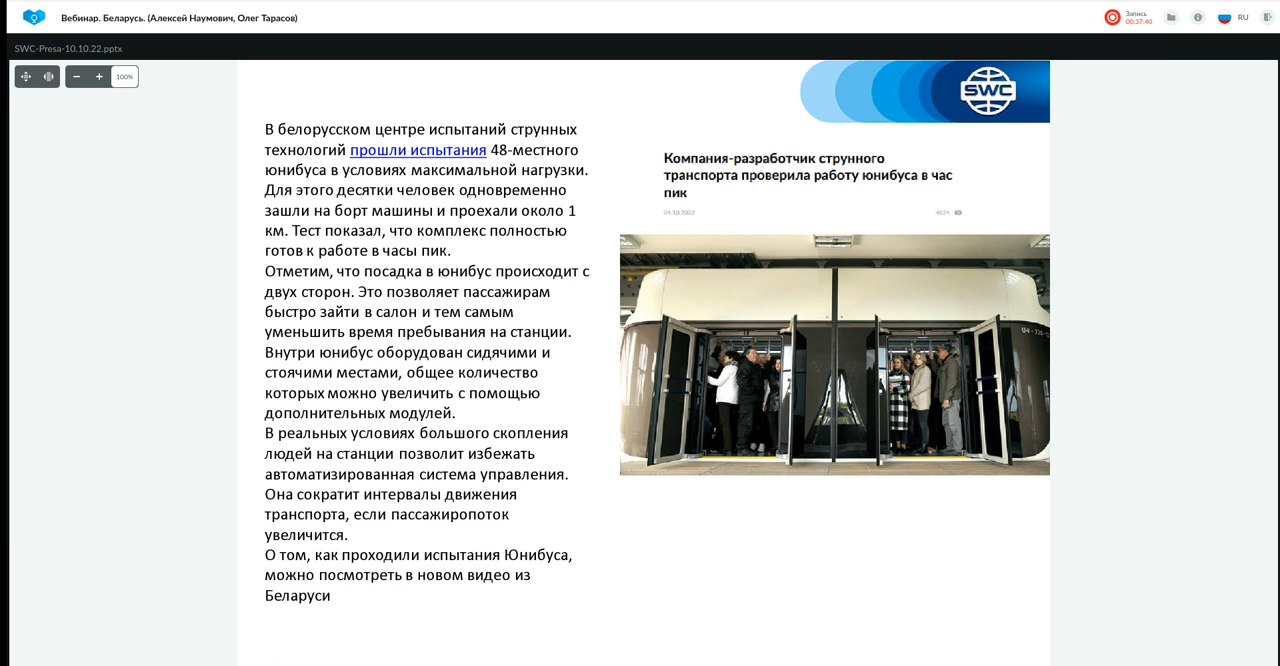 Вебинар. Беларусь. (Алексей Наумович, Олег Тарасов)
Запись
00:37:40
RU
SWC-Presa-10.10.22.pptx
100%
SWC
В белорусском центре испытаний струнных
технологий прошли испытания 48-местного
юнибуса в условиях максимальной нагрузки.
Для этого десятки человек одновременно
зашли на борт машины и проехали около 1
км. Тест показал, что комплекс полностью
готов к работе в часы пик.
Отметим, что посадка в юнибус происходит с
двух сторон. Это позволяет пассажирам
быстро зайти в салон и тем самым
уменьшить время пребывания на станции.
Внутри юнибус оборудован сидячими и
стоячими местами, общее количество
которых можно увеличить с помощью
дополнительных модулей.
В реальных условиях большого скопления
людей на станции позволит избежать
автоматизированная система управления.
Она сократит интервалы движения
транспорта, если пассажиропоток
увеличится.
О том, как проходили испытания Юнибуса,
можно посмотреть в новом видео из
Беларуси
Компания-разработчик струнного
транспорта проверила работу юнибуса в час
пик
04.10.2022
4624